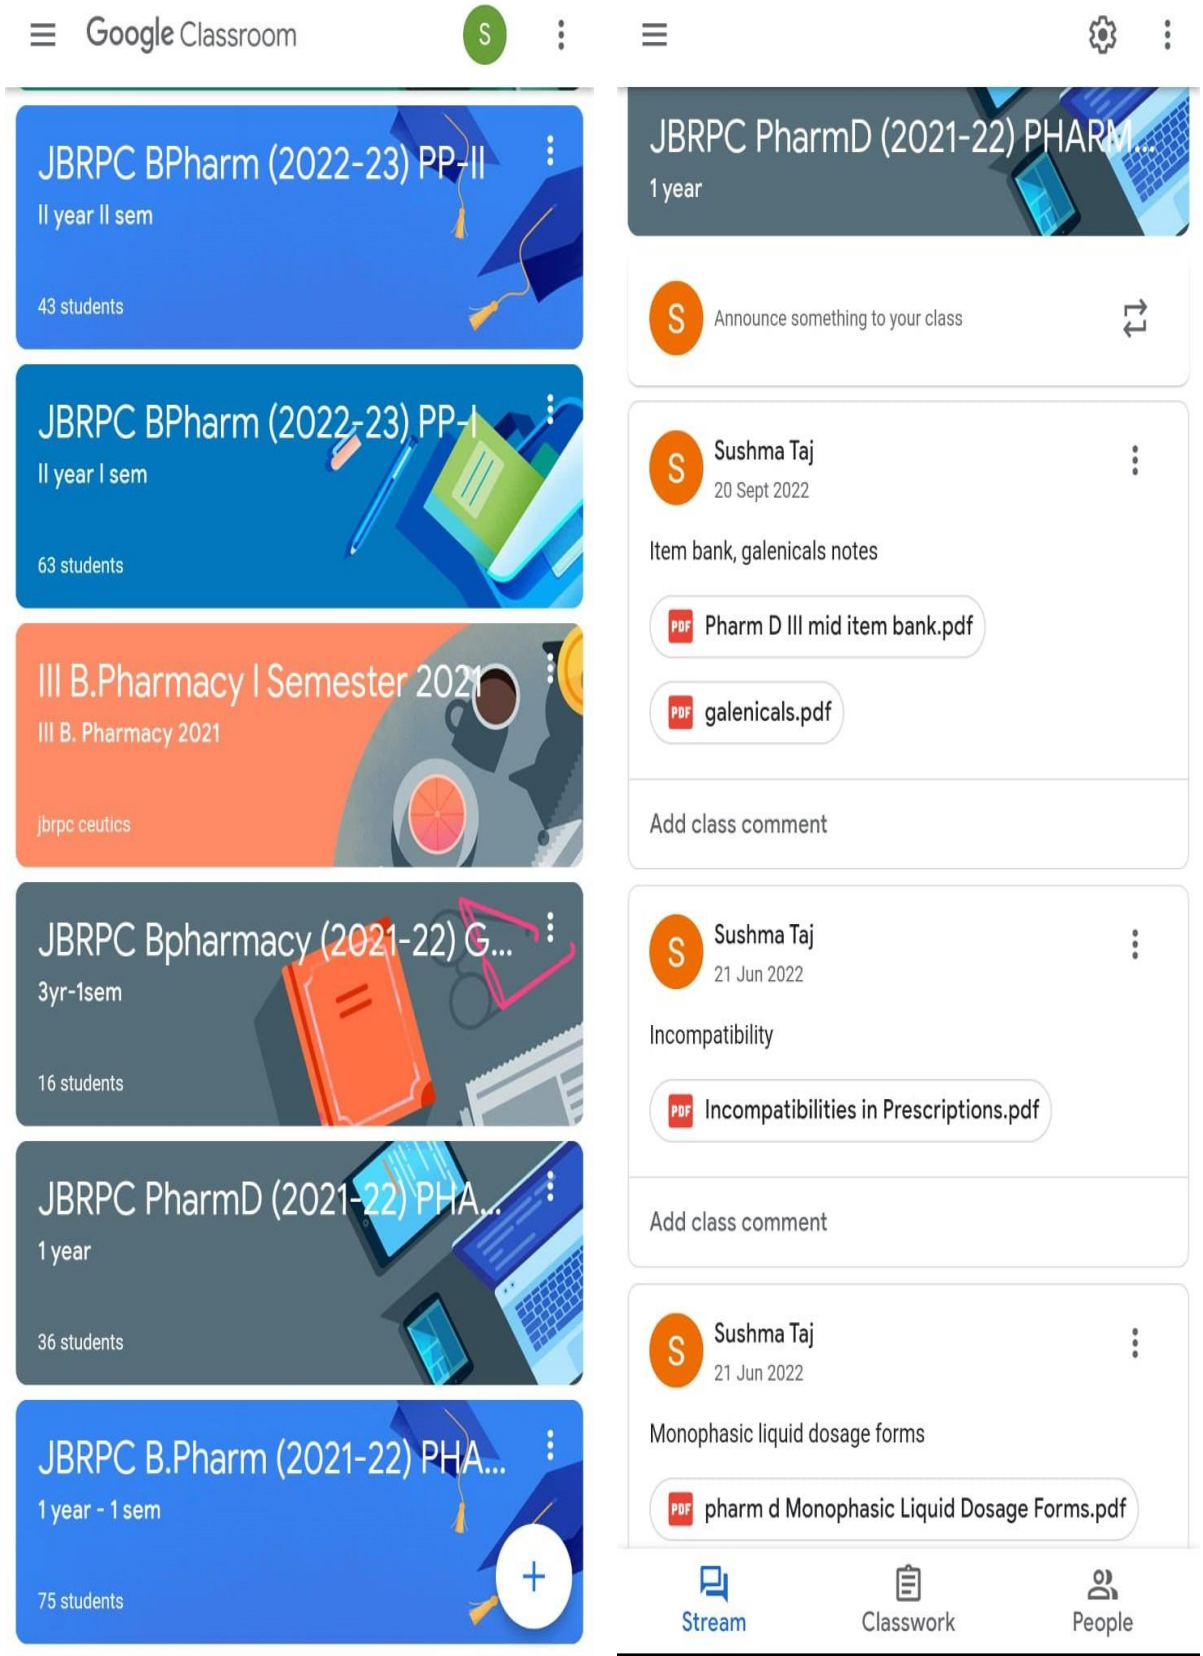 Google Classroom
S
JBRPC BPharm (2022-23) PP-II
II year II sem
43 students
JBRPC BPharm (2022-23) PP-I
II year I sem
63 students
III B.Pharmacy I Semester 2021
III B. Pharmacy 2021
jbrpc ceutics
JBRPC Bpharmacy (2021-22) G...
3yr-1sem
16 students
JBRPC PharmD (2021-22) PHA...
1 year
36 students
JBRPC B.Pharm (2021-22) PHA...
1 year - 1 sem
75 students
JBRPC PharmD (2021-22) PHARM...
1 year
S
Announce something to your class
S
Sushma Taj
20 Sept 2022
Item bank, galenicals notes
PDF Pharm D III mid item bank.pdf
PDF galenicals.pdf
Add class comment
S
Sushma Taj
21 Jun 2022
Incompatibility
PDF Incompatibilities in Prescriptions.pdf
Add class comment
S
Sushma Taj
21 Jun 2022
Monophasic liquid dosage forms
PDF pharm d Monophasic Liquid Dosage Forms.pdf
Stream Classwork People